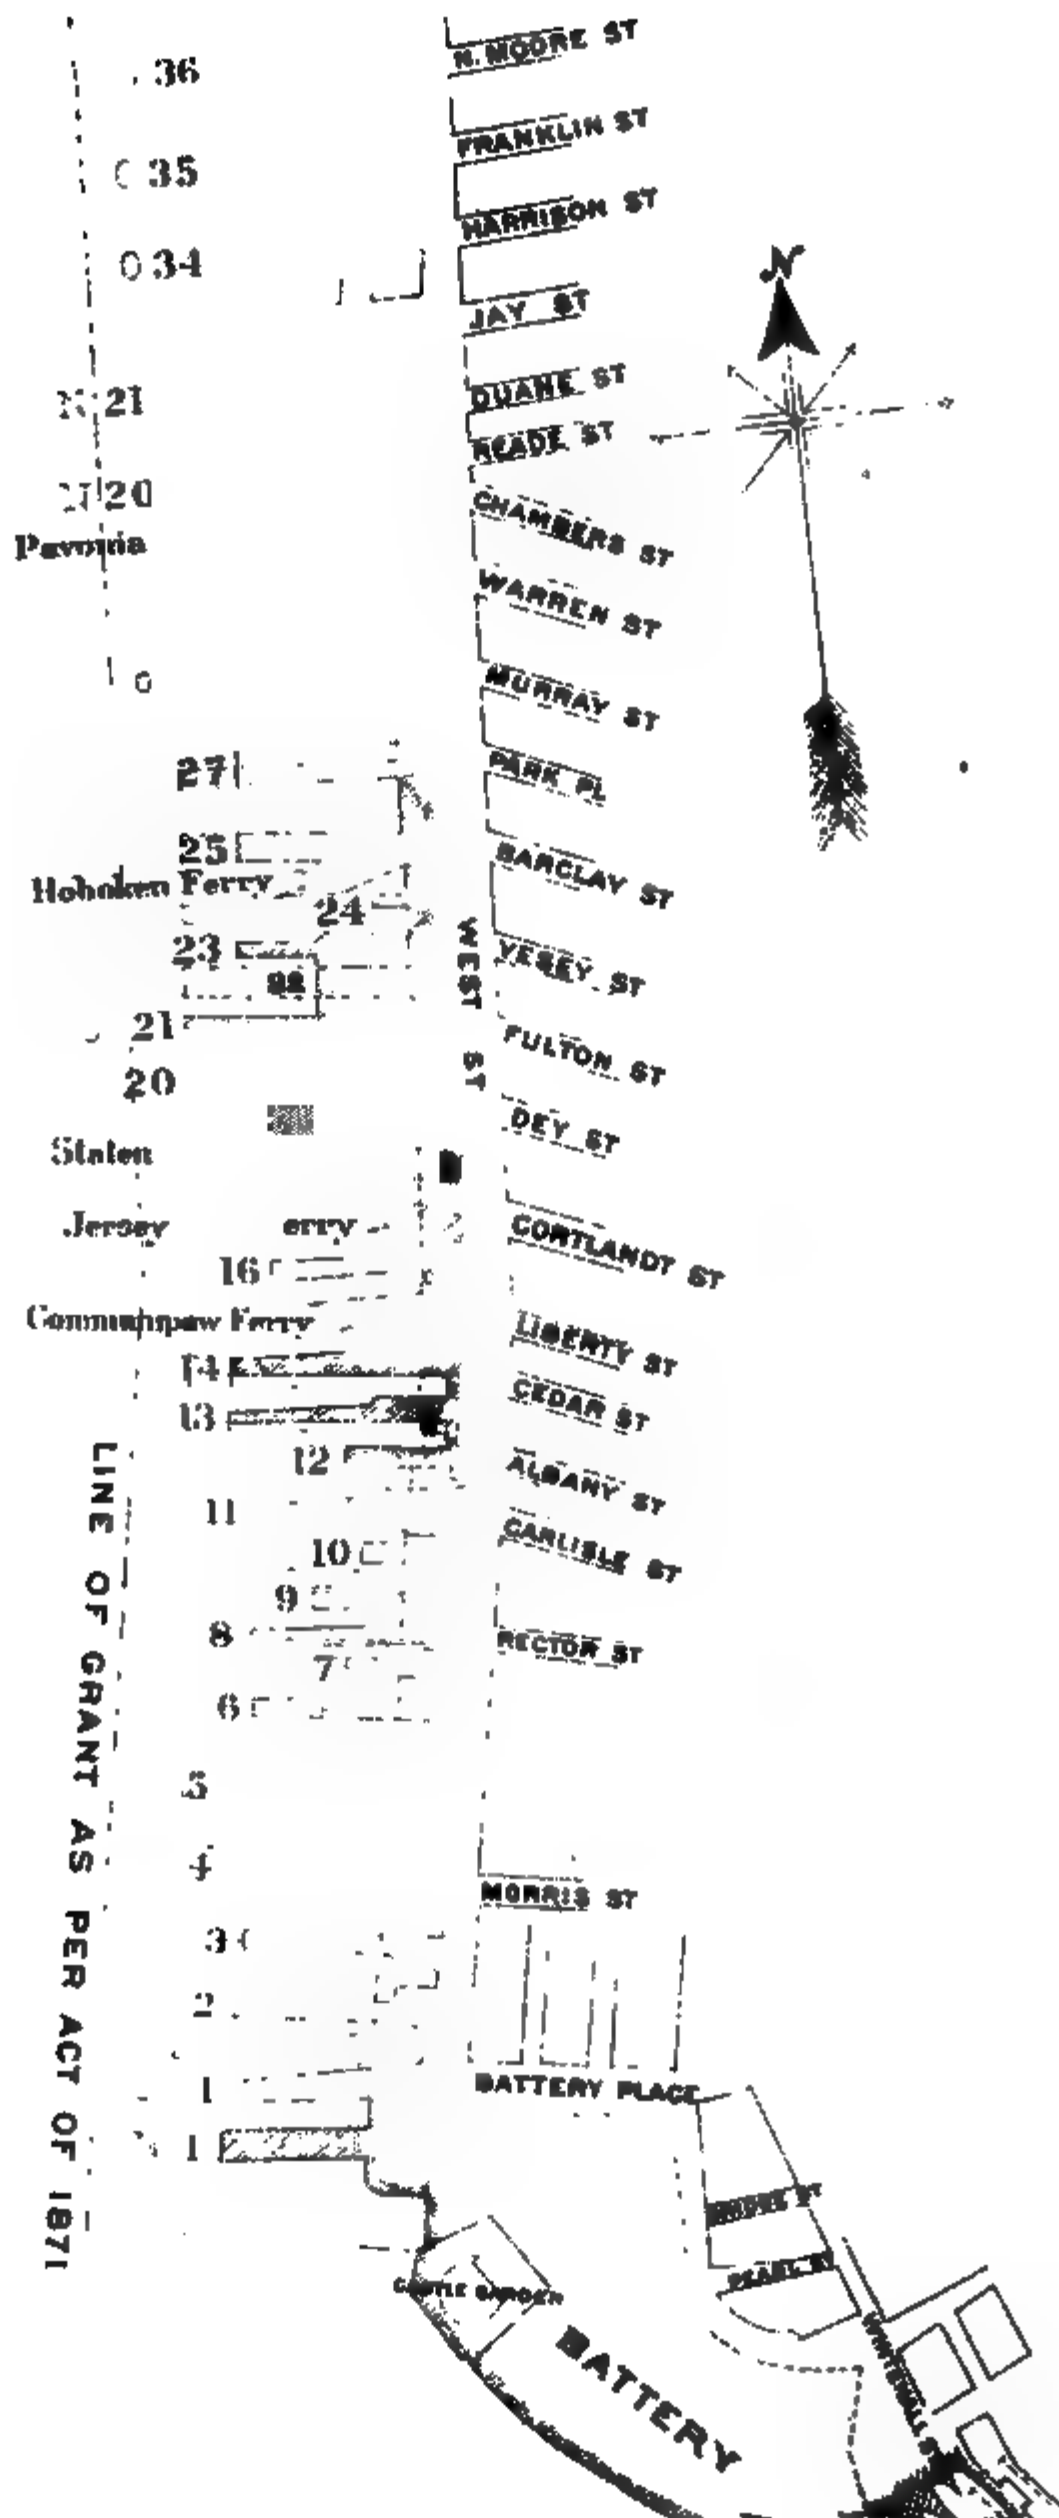 N. MOORE ST
36
FRANKLIN ST
35
HARRISON ST
34
N
JAY ST
DUANE ST
21
READE ST
20
CHAMBERS ST
Pavonia
WARREN ST
MURRAY ST
27
PARK PL
25
BARCLAY ST
Hoboken Ferry
24
WEST ST
23
VESEY ST
22
21
FULTON ST
20
DEY ST
Staten
Jersey erry
CORTLANDT ST
16
Communipaw Ferry
LIBERTY ST
14
CEDAR ST
13
12
ALBANY ST
11
CARLISLE ST
10
9
8
RECTOR ST
7
6
5
4
MORRIS ST
3
2
1
BATTERY PLACE
1
LINE OF GRANT AS PER ACT OF 1871
PEARL ST
CASTLE GARDEN
BATTERY